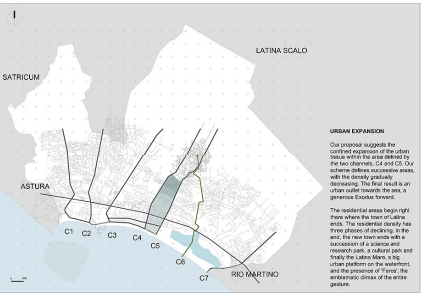 LATINA SCALO
SATRICUM
ASTURA
C1
C2
C3
C4
C5
C6
C7
RIO MARTINO
URBAN EXPANSION
Our proposal suggests the
confined expansion of the urban
tissue within the area defined by
the two channels, C4 and C5. Our
scheme defines successive areas,
with the density gradually
decreasing. The final result is an
urban outlet towards the sea, a
generous Exodus forward.
The residential areas begin right
there where the town of Latina
ends. The residential density has
three phases of declining. In the
end, the new town ends with a
succession of a science and
research park, a cultural park and
finally the Latina Mare, a big
urban platform on the waterfront,
and the presence of 'Faros', the
emblematic climax of the entire
gesture.